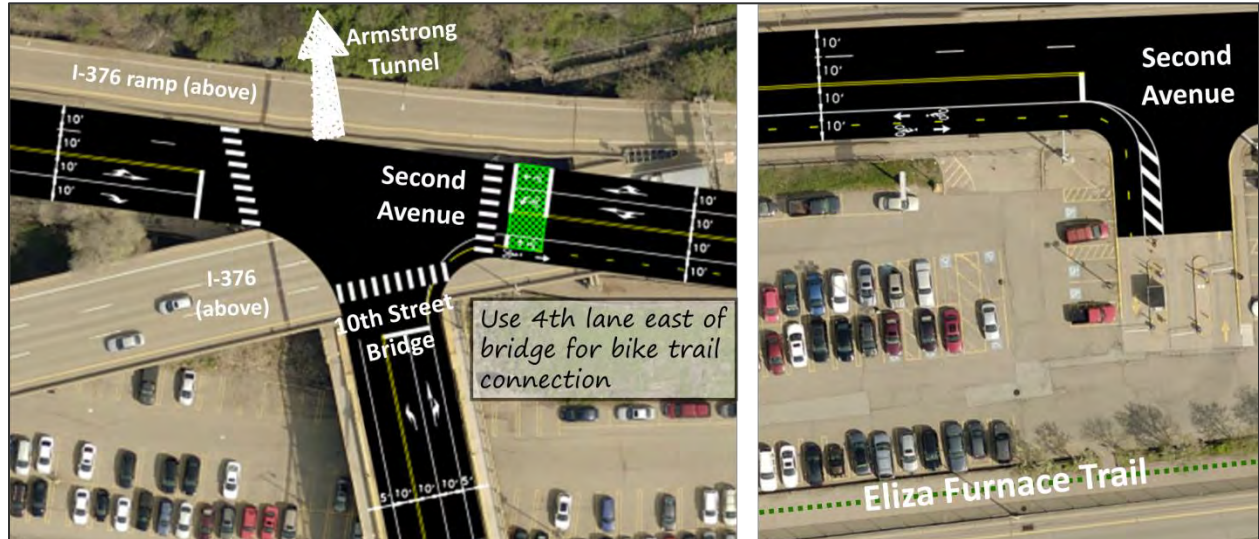 Armstrong
Tunnel
I-376 ramp (above)
10'
10'
10'
10'
Second
Avenue
10'
10'
10'
10'
I-376
(above)
10th Street
Bridge
Use 4th lane east of
bridge for bike trail
connection
5' 10' 10' 10' 5'
10'
10'
10'
10'
Second
Avenue
Eliza Furnace Trail